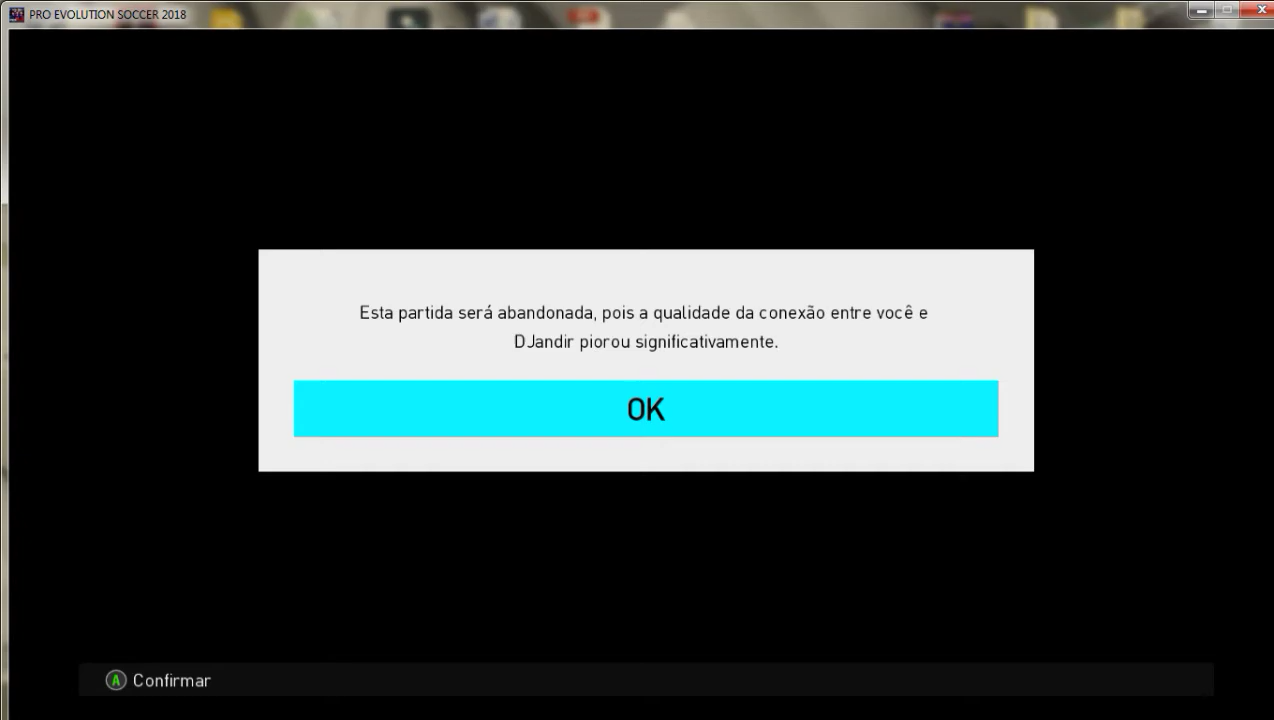 PRO EVOLUTION SOCCER 2018
Esta partida será abandonada, pois a qualidade da conexão entre você e
DJandir piorou significativamente.
OK
A Confirmar